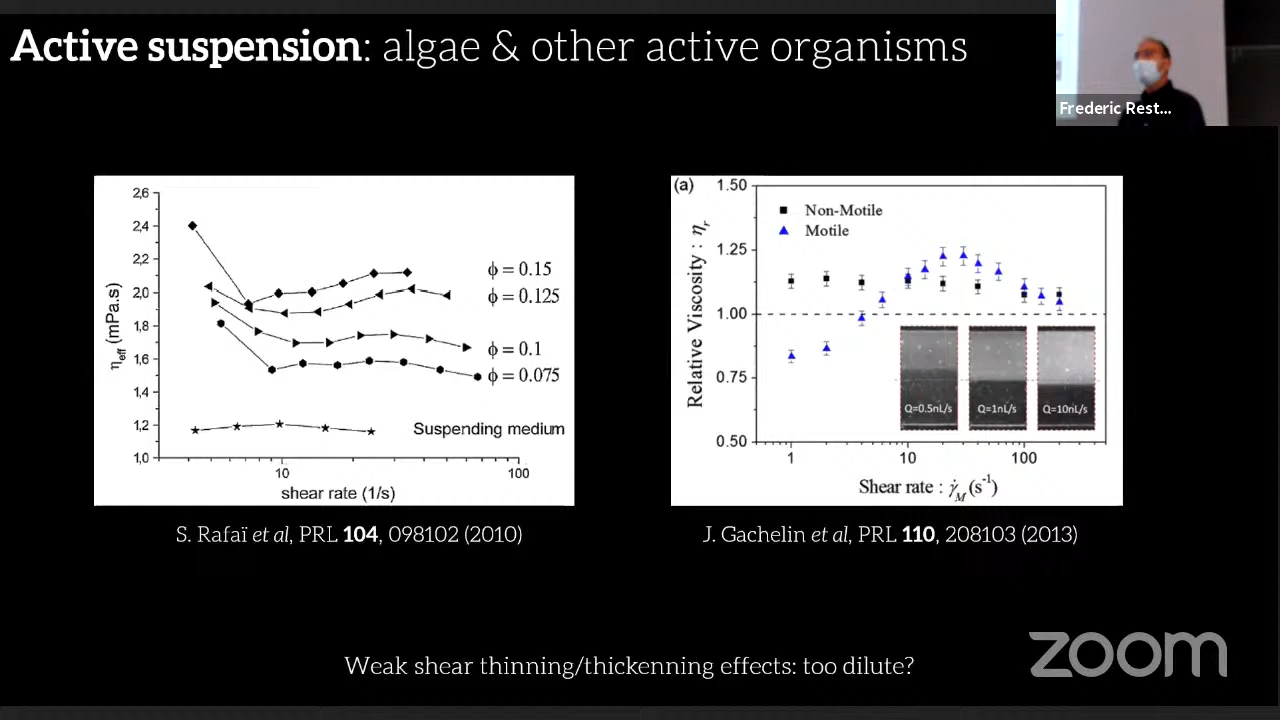 Active suspension: algae & other active organisms
Frederic Rest...
2,6
2,4
2,2
2,0
1,8
1,6
1,4
1,2
1,0
ηeff (mPa.s)
ϕ = 0.15
ϕ = 0.125
ϕ = 0.1
ϕ = 0.075
Suspending medium
10
100
shear rate (1/s)
S. Rafaï et al, PRL 104, 098102 (2010)
(a)
1.50
1.25
1.00
0.75
0.50
Relative Viscosity : ηr
Non-Motile
Motile
Q=0.5nL/s
Q=1nL/s
Q=10nL/s
1
10
100
Shear rate : γ̇M(s⁻¹)
J. Gachelin et al, PRL 110, 208103 (2013)
Weak shear thinning/thickenning effects: too dilute?
zoom